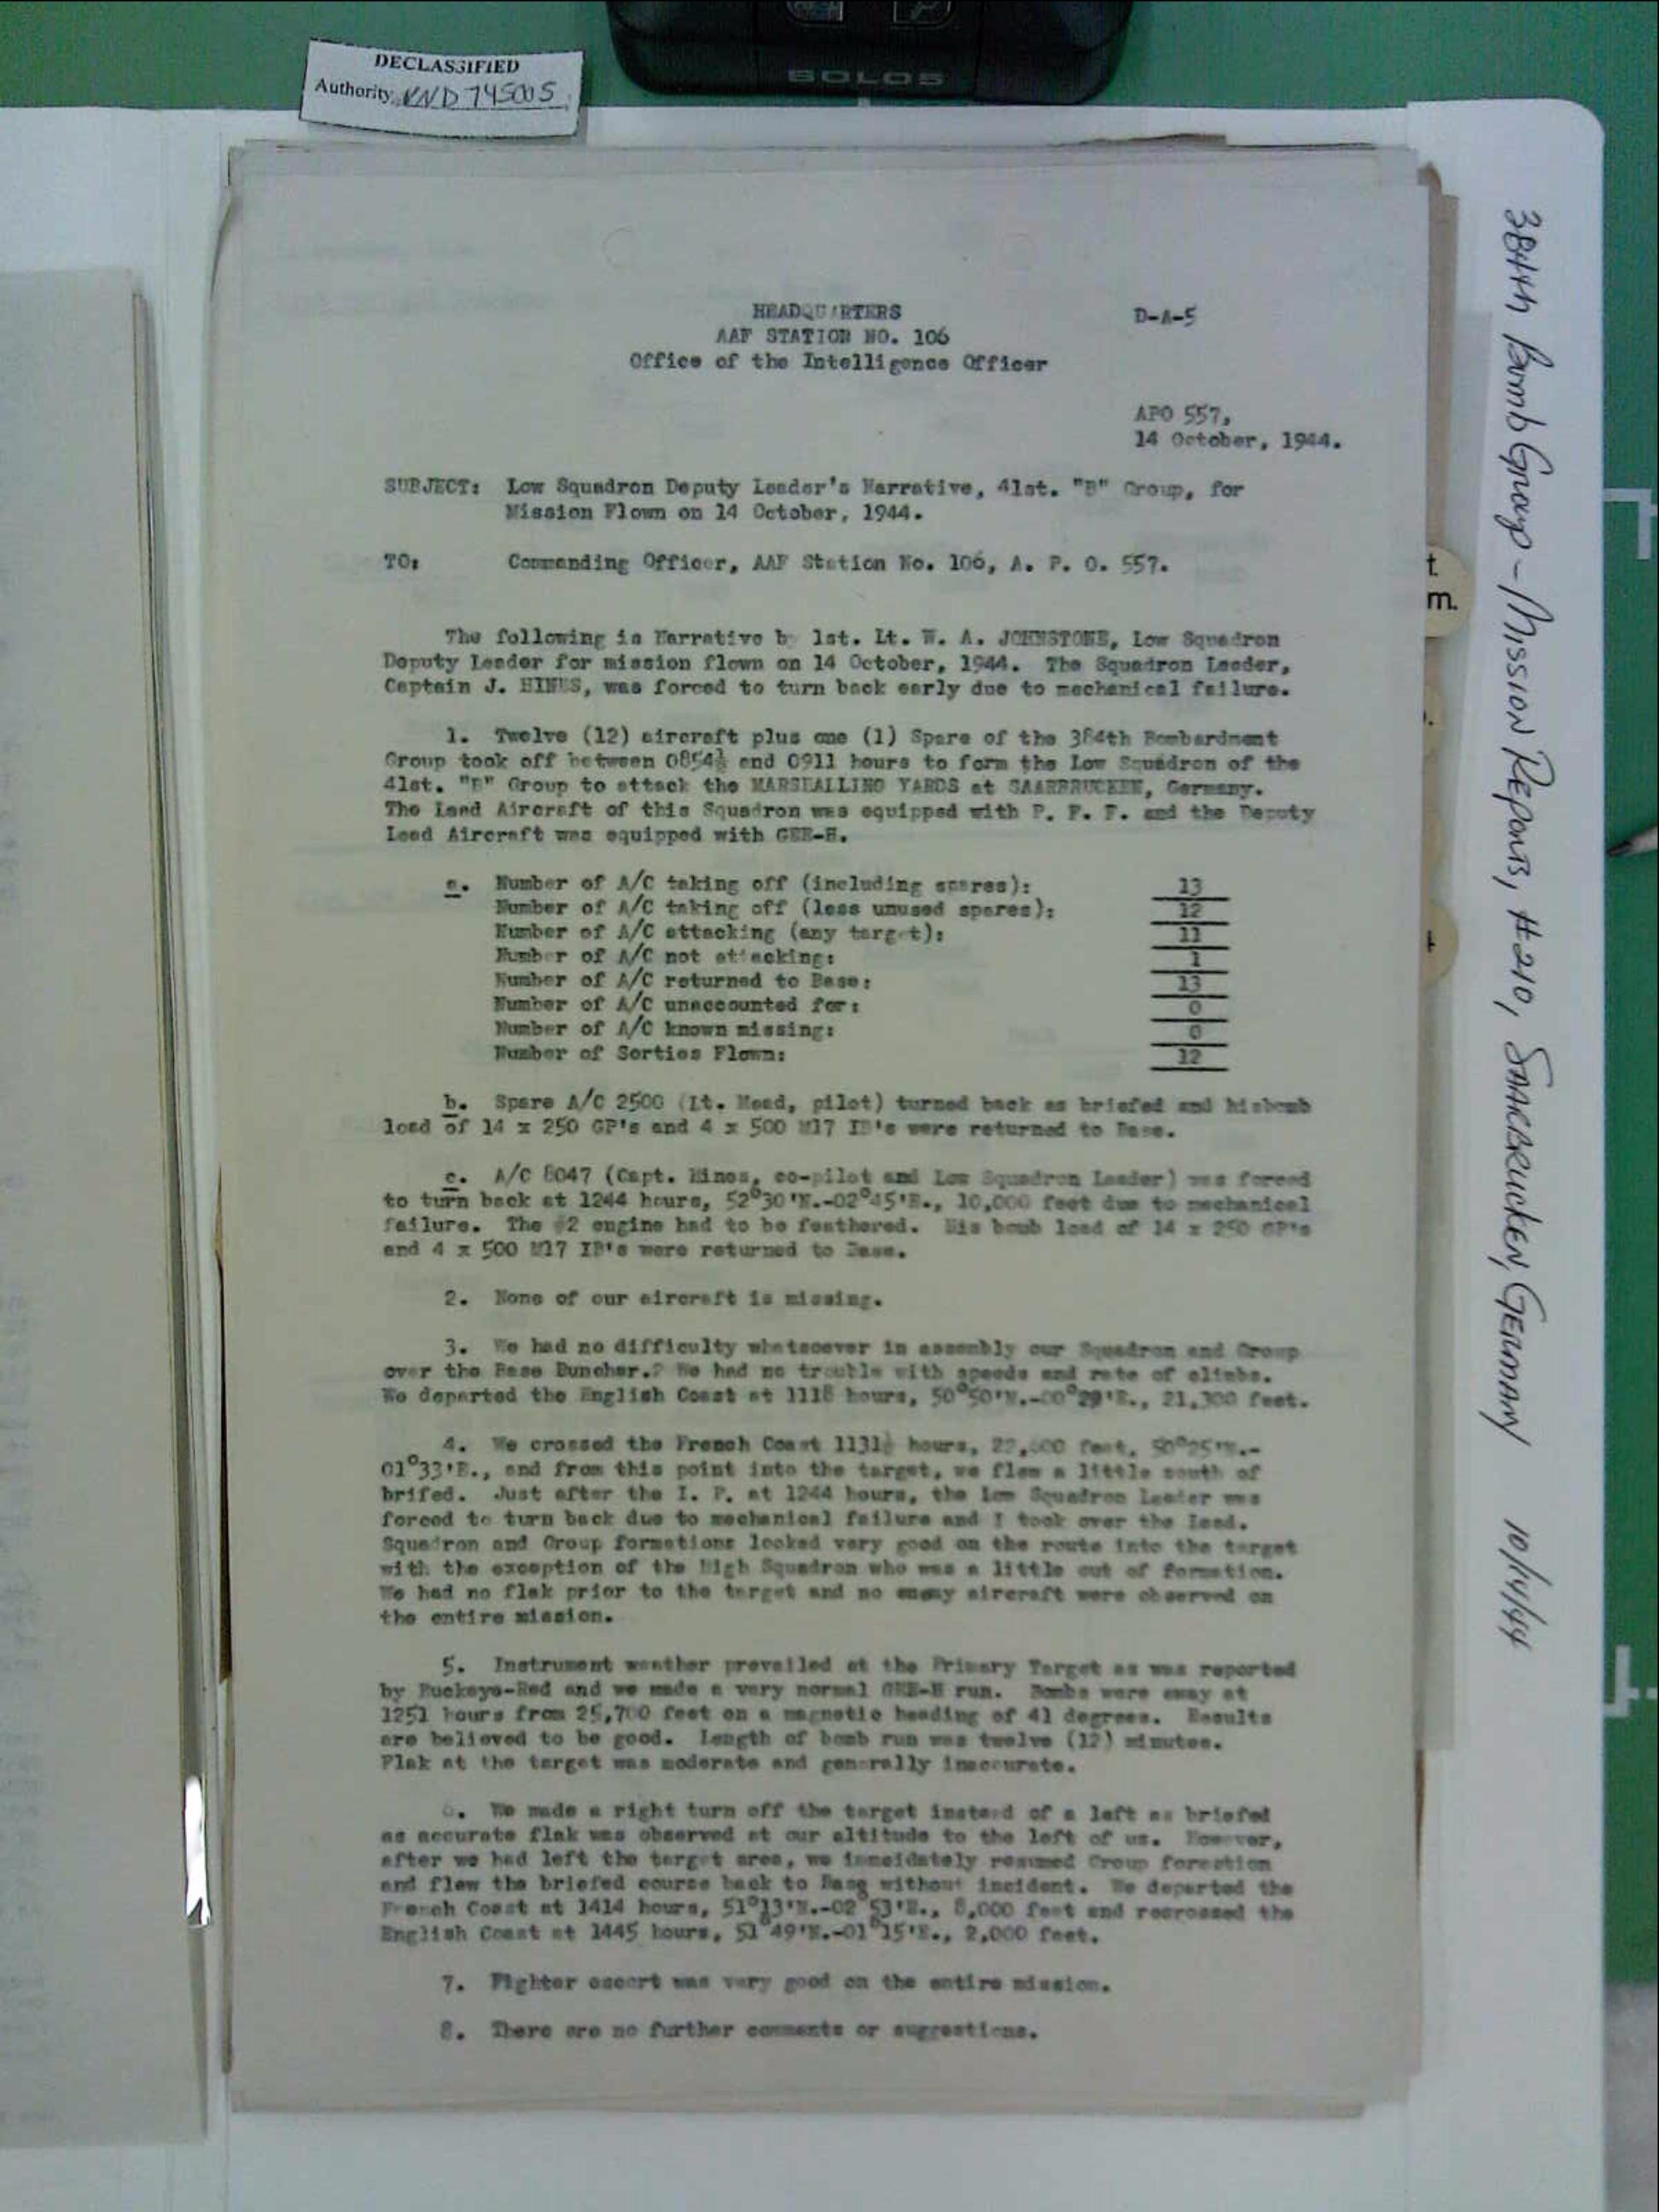 DECLASSIFIED
Authority NND 745005
SOLOS
HEADQUARTERS
D-A-5
AAF STATION NO. 106
Office of the Intelligence Officer
APO 557,
14 October, 1944.
SUBJECT: Low Squadron Deputy Leader's Narrative, 41st. "B" Group, for
Mission Flown on 14 October, 1944.
TO: Commanding Officer, AAF Station No. 106, A. P. O. 557.
The following is Narrative b 1st. Lt. W. A. JOHNSTONE, Low Squadron
Deputy Leader for mission flown on 14 October, 1944. The Squadron Leader,
Captain J. HINES, was forced to turn back early due to mechanical failure.
1. Twelve (12) aircraft plus one (1) Spare of the 384th Bombardment
Group took off between 0854½ and 0911 hours to form the Low Squadron of the
41st. "B" Group to attack the MARSHALLING YARDS at SAARBRUCKEN, Germany.
The Lead Aircraft of this Squadron was equipped with P. F. F. and the Deputy
Lead Aircraft was equipped with GEE-H.
a. Number of A/C taking off (including spares): 13
Number of A/C taking off (less unused spares): 12
Number of A/C attacking (any target): 11
Number of A/C not attacking: 1
Number of A/C returned to Base: 13
Number of A/C unaccounted for: 0
Number of A/C known missing: 0
Number of Sorties Flown: 12
b. Spare A/C 2500 (Lt. Mead, pilot) turned back as briefed and hisbomb
load of 14 x 250 GP's and 4 x 500 M17 IB's were returned to Base.
c. A/C 8047 (Capt. Hines, co-pilot and Low Squadron Leader) was forced
to turn back at 1244 hours, 52°30'N.-02°45'E., 10,000 feet due to mechanical
failure. The #2 engine had to be feathered. His bomb load of 14 x 250 GP's
and 4 x 500 M17 IB's were returned to Base.
2. None of our aircraft is missing.
3. We had no difficulty whatsoever in assembly our Squadron and Group
over the Base Buncher.? We had no trouble with speeds and rate of climbs.
We departed the English Coast at 1118 hours, 50°50'N.-00°29'E., 21,300 feet.
4. We crossed the French Coast 1131½ hours, feet, 50°25'N.-
01°33'E., and from this point into the target, we flew a little south of
brifed. Just after the I. P. at 1244 hours, the Low Squadron Leader was
forced to turn back due to mechanical failure and I took over the Lead.
Squadron and Group formations looked very good on the route into the target
with the exception of the High Squadron who was a little out of formation.
We had no flak prior to the target and no enemy aircraft were observed on
the entire mission.
5. Instrument weather prevailed at the Primary Target as was reported
by Buckeye-Red and we made a very normal GEE-H run. Bombs were away at
1251 hours from 25,700 feet on a magnetic heading of 41 degrees. Results
are believed to be good. Length of bomb run was twelve (12) minutes.
Flak at the target was moderate and generally inaccurate.
6. We made a right turn off the target instead of a left as briefed
as accurate flak was observed at our altitude to the left of us. However,
after we had left the target area, we immeidately resumed Group formation
and flew the briefed course back to Base without incident. We departed the
French Coast at 1414 hours, 51°13'N.-02°53'E., 8,000 feet and recrossed the
English Coast at 1445 hours, 51°49'N.-01°15'E., 2,000 feet.
7. Fighter escort was very good on the entire mission.
8. There are no further comments or suggestions.
384th Bomb Group - Mission Reports, #210, SAARBRUCKEN, GERMANY 10/14/44
t.
m.